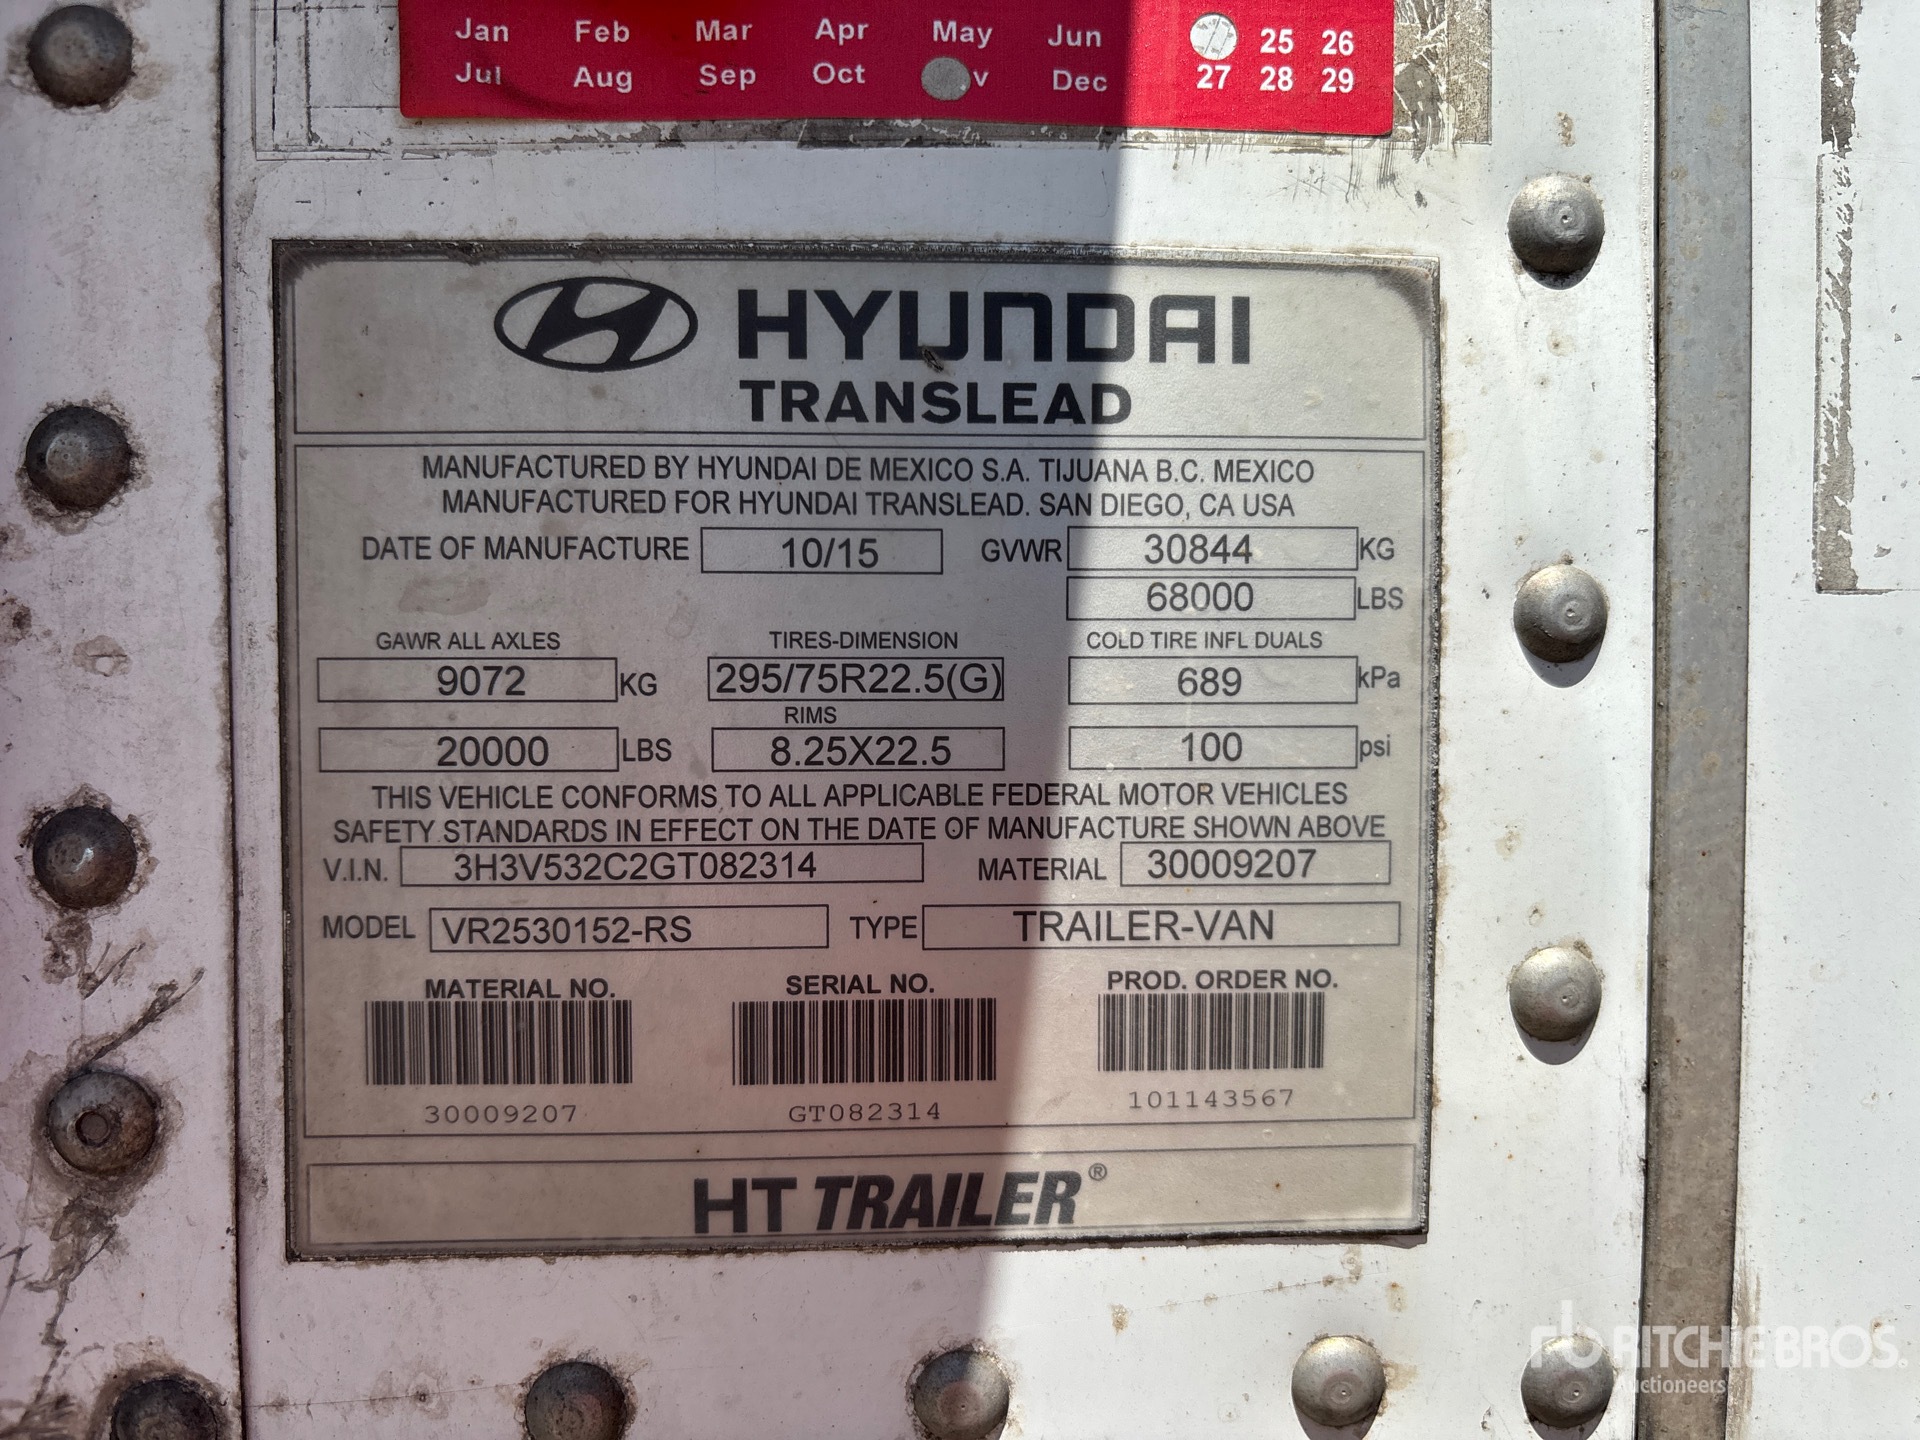 Jan Feb Mar Apr May Jun 25 26
Jul Aug Sep Oct v Dec 27 28 29
HYUNDAI
TRANSLEAD
MANUFACTURED BY HYUNDAI DE MEXICO S.A. TIJUANA B.C. MEXICO
MANUFACTURED FOR HYUNDAI TRANSLEAD. SAN DIEGO, CA USA
DATE OF MANUFACTURE 10/15 GVWR 30844 KG
68000 LBS
GAWR ALL AXLES TIRES-DIMENSION COLD TIRE INFL DUALS
9072 KG 295/75R22.5(G) 689 kPa
RIMS
20000 LBS 8.25X22.5 100 psi
THIS VEHICLE CONFORMS TO ALL APPLICABLE FEDERAL MOTOR VEHICLES
SAFETY STANDARDS IN EFFECT ON THE DATE OF MANUFACTURE SHOWN ABOVE
V.I.N. 3H3V532C2GT082314 MATERIAL 30009207
MODEL VR2530152-RS TYPE TRAILER-VAN
MATERIAL NO. SERIAL NO. PROD. ORDER NO.
30009207 GT082314 101143567
HT TRAILER®
rb RITCHIE BROS.
Auctioneers